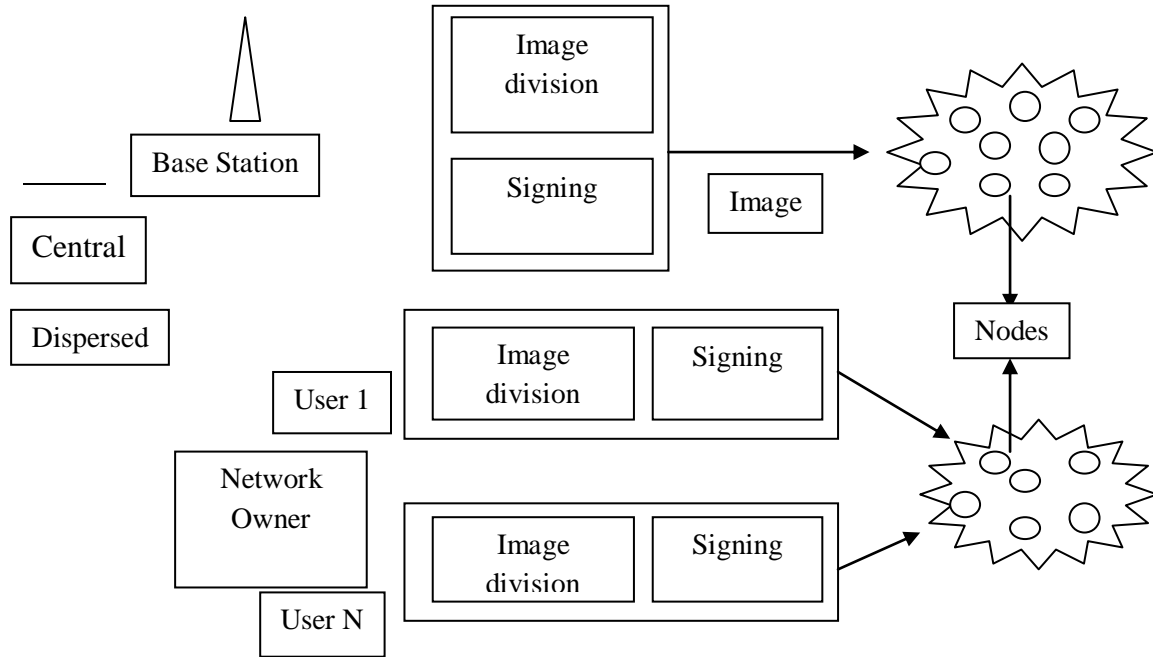 Image
division
Signing
Base Station
Image
Central
Dispersed
Nodes
Image
division
Signing
User 1
Network
Owner
Image
division
Signing
User N